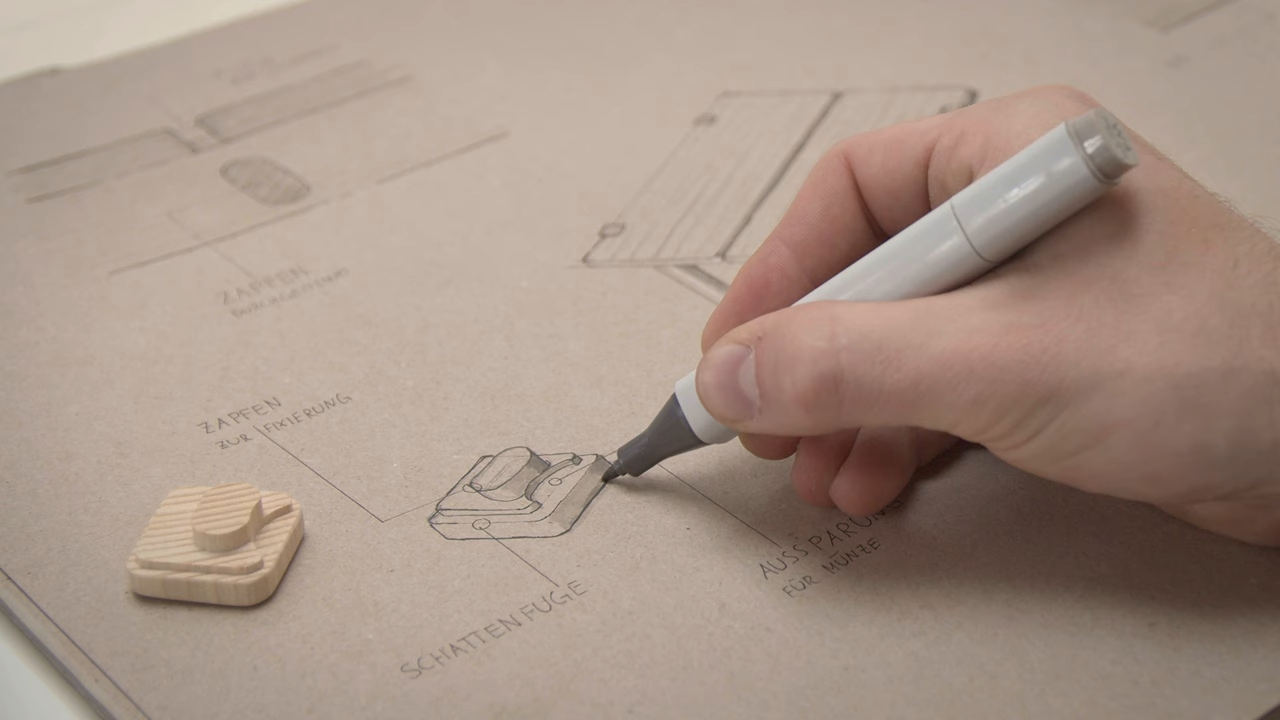 ZAPFEN
ZAPFEN
ZUR FIXIERUNG
AUSSPARUNG
FÜR MÜNZE
SCHATTENFUGE